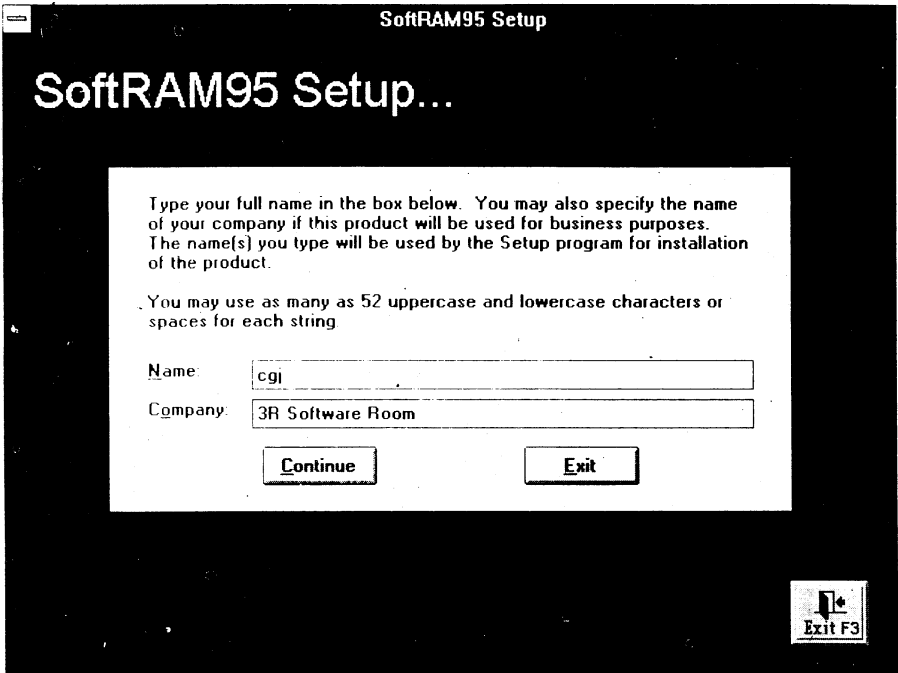 SoftRAM95 Setup
SoftRAM95 Setup...
Type your full name in the box below. You may also specify the name
of your company if this product will be used for business purposes.
The name(s) you type will be used by the Setup program for installation
of the product.
You may use as many as 52 uppercase and lowercase characters or
spaces for each string.
Name: cgj
Company: 3R Software Room
Continue Exit
Exit F3